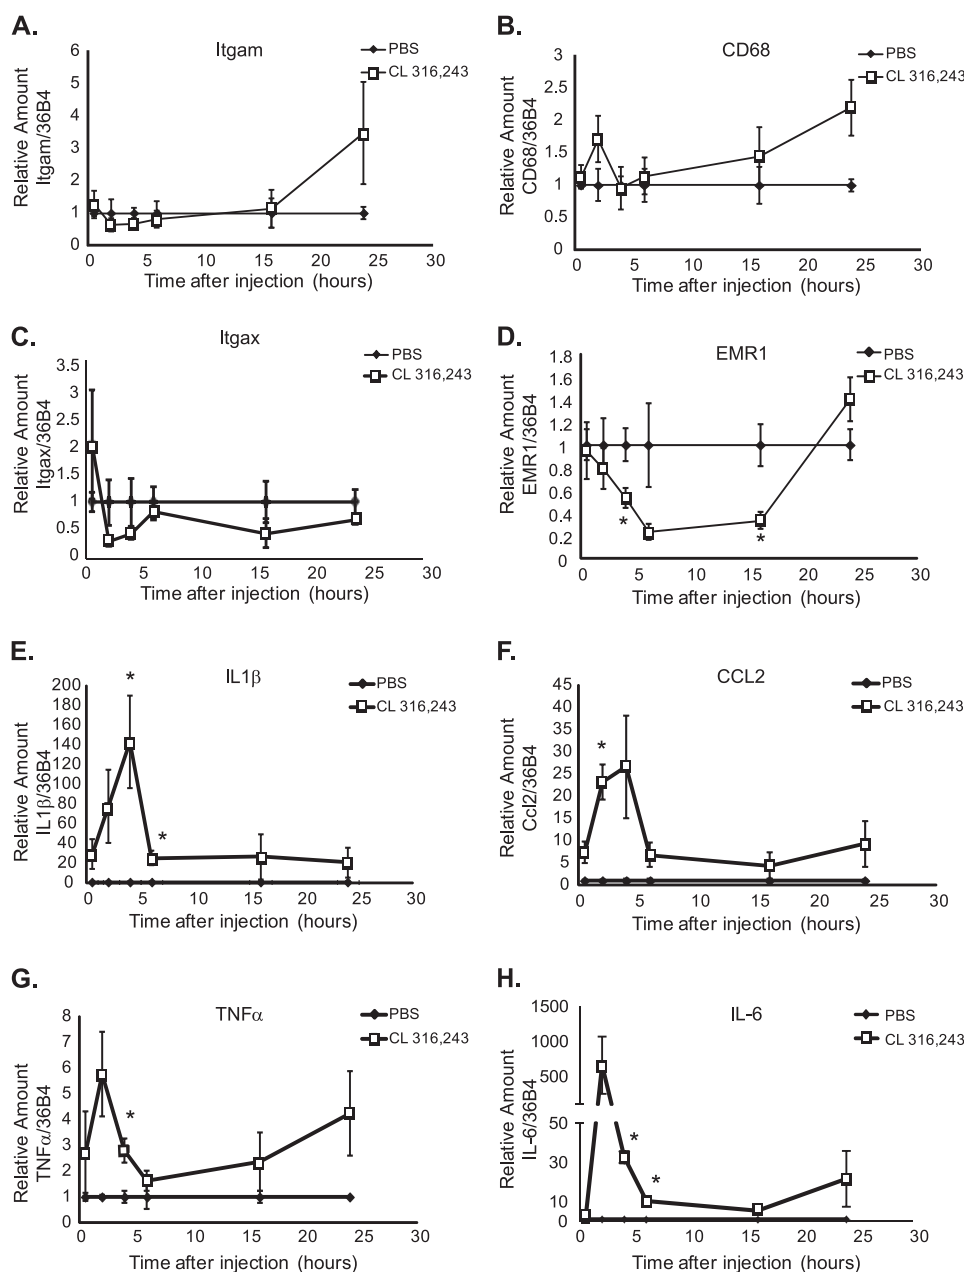 A.
Itgam
PBS
CL 316,243
Relative Amount
Itgam/36B4
6
5
4
3
2
1
0
0 5 10 15 20 25 30
Time after injection (hours)
B.
CD68
PBS
CL 316,243
Relative Amount
CD68/36B4
3
2.5
2
1.5
1
0.5
0
0 5 10 15 20 25 30
Time after injection (hours)
C.
Itgax
PBS
CL 316,243
Relative Amount
Itgax/36B4
3.5
3
2.5
2
1.5
1
0.5
0
0 5 10 15 20 25 30
Time after injection (hours)
D.
EMR1
PBS
CL 316,243
Relative Amount
EMR1/36B4
1.8
1.6
1.4
1.2
1
0.8
0.6
0.4
0.2
0
*
*
0 5 10 15 20 25 30
Time after injection (hours)
E.
IL1β
PBS
CL 316,243
Relative Amount
IL1β/36B4
200
180
160
140
120
100
80
60
40
20
0
*
*
0 5 10 15 20 25 30
Time after injection (hours)
F.
CCL2
PBS
CL 316,243
Relative Amount
Ccl2/36B4
45
40
35
30
25
20
15
10
5
0
*
0 5 10 15 20 25 30
Time after injection (hours)
G.
TNFα
PBS
CL 316,243
Relative Amount
TNFα/36B4
8
7
6
5
4
3
2
1
0
*
0 5 10 15 20 25 30
Time after injection (hours)
H.
IL-6
PBS
CL 316,243
Relative Amount
IL-6/36B4
1500
1000
500
50
30
10
0
*
*
0 5 10 15 20 25 30
Time after injection (hours)